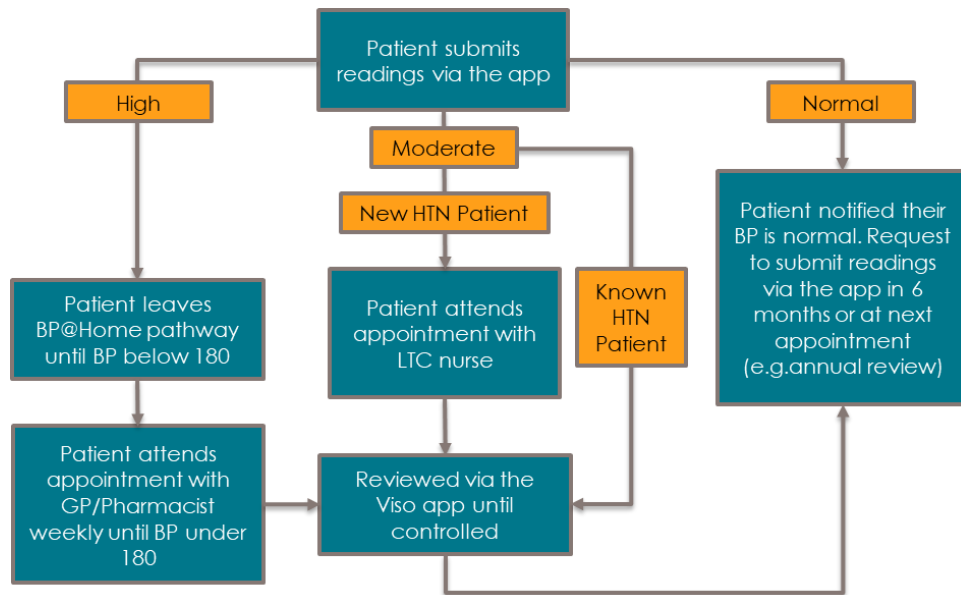 Patient submits
readings via the app
High
Normal
Moderate
New HTN Patient
Patient notified their
BP is normal. Request
to submit readings
via the app in 6
months or at next
appointment
(e.g.annual review)
Patient leaves
BP@Home pathway
until BP below 180
Patient attends
appointment with
LTC nurse
Known
HTN
Patient
Patient attends
appointment with
GP/Pharmacist
weekly until BP under
180
Reviewed via the
Viso app until
controlled